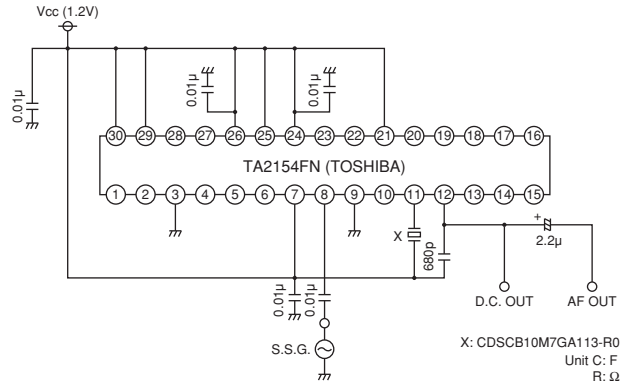 Vcc (1.2V)
0.01µ
0.01µ
0.01µ
30 29 28 27 26 25 24 23 22 21 20 19 18 17 16
TA2154FN (TOSHIBA)
1 2 3 4 5 6 7 8 9 10 11 12 13 14 15
X
680p
+
2.2µ
0.01µ
0.01µ
D.C. OUT
AF OUT
S.S.G.
X: CDSCB10M7GA113-R0
Unit C: F
R: Ω